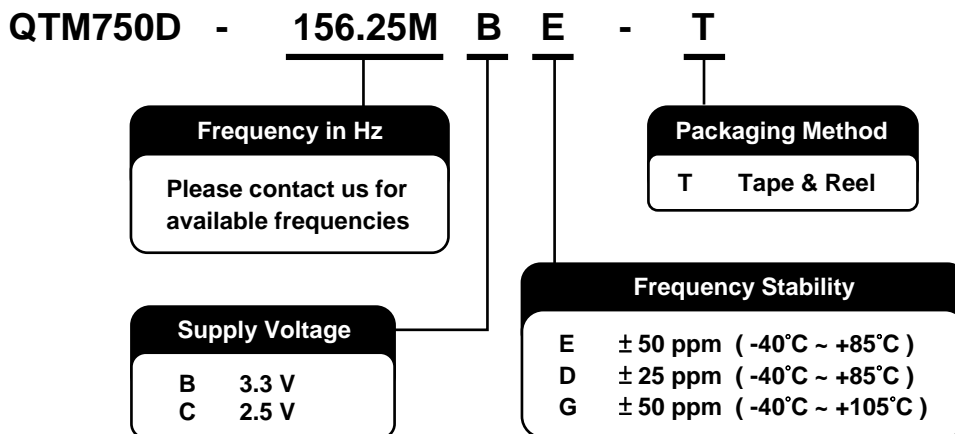 QTM750D - 156.25M B E - T
Frequency in Hz
Please contact us for
available frequencies
Packaging Method
T Tape & Reel
Supply Voltage
B 3.3 V
C 2.5 V
Frequency Stability
E ± 50 ppm ( -40°C ~ +85°C )
D ± 25 ppm ( -40°C ~ +85°C )
G ± 50 ppm ( -40°C ~ +105°C )